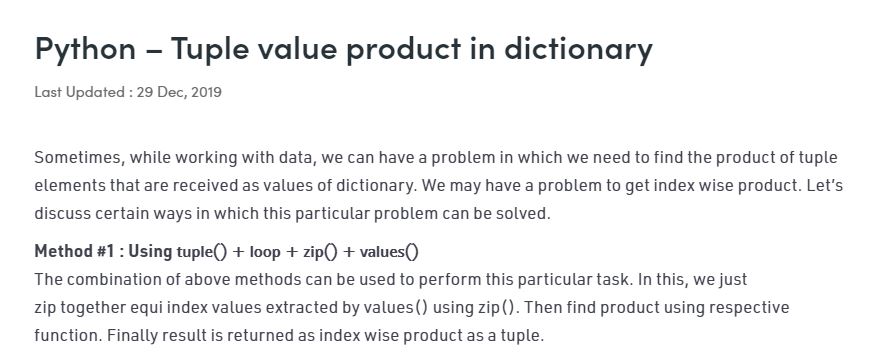 Python – Tuple value product in dictionary
Last Updated : 29 Dec, 2019
Sometimes, while working with data, we can have a problem in which we need to find the product of tuple
elements that are received as values of dictionary. We may have a problem to get index wise product. Let’s
discuss certain ways in which this particular problem can be solved.
Method #1 : Using tuple() + loop + zip() + values()
The combination of above methods can be used to perform this particular task. In this, we just
zip together equi index values extracted by values() using zip(). Then find product using respective
function. Finally result is returned as index wise product as a tuple.